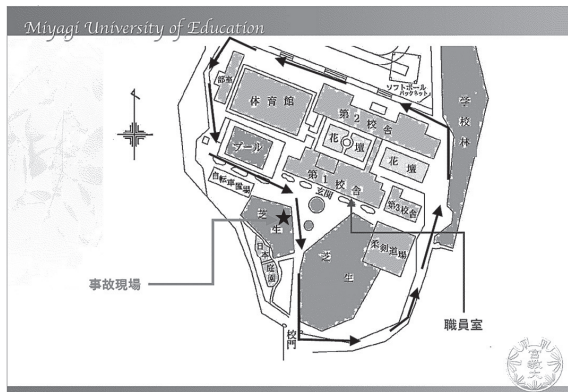 Miyagi University of Education
ソフトボール
バックネット
部室
体育館
第2校舎
学校林
プール
花壇
花壇
自転車置場
第1校舎
玄関
第3校舎
芝生
柔剣道場
日本庭園
芝生
事故現場
職員室
校門
宮教大